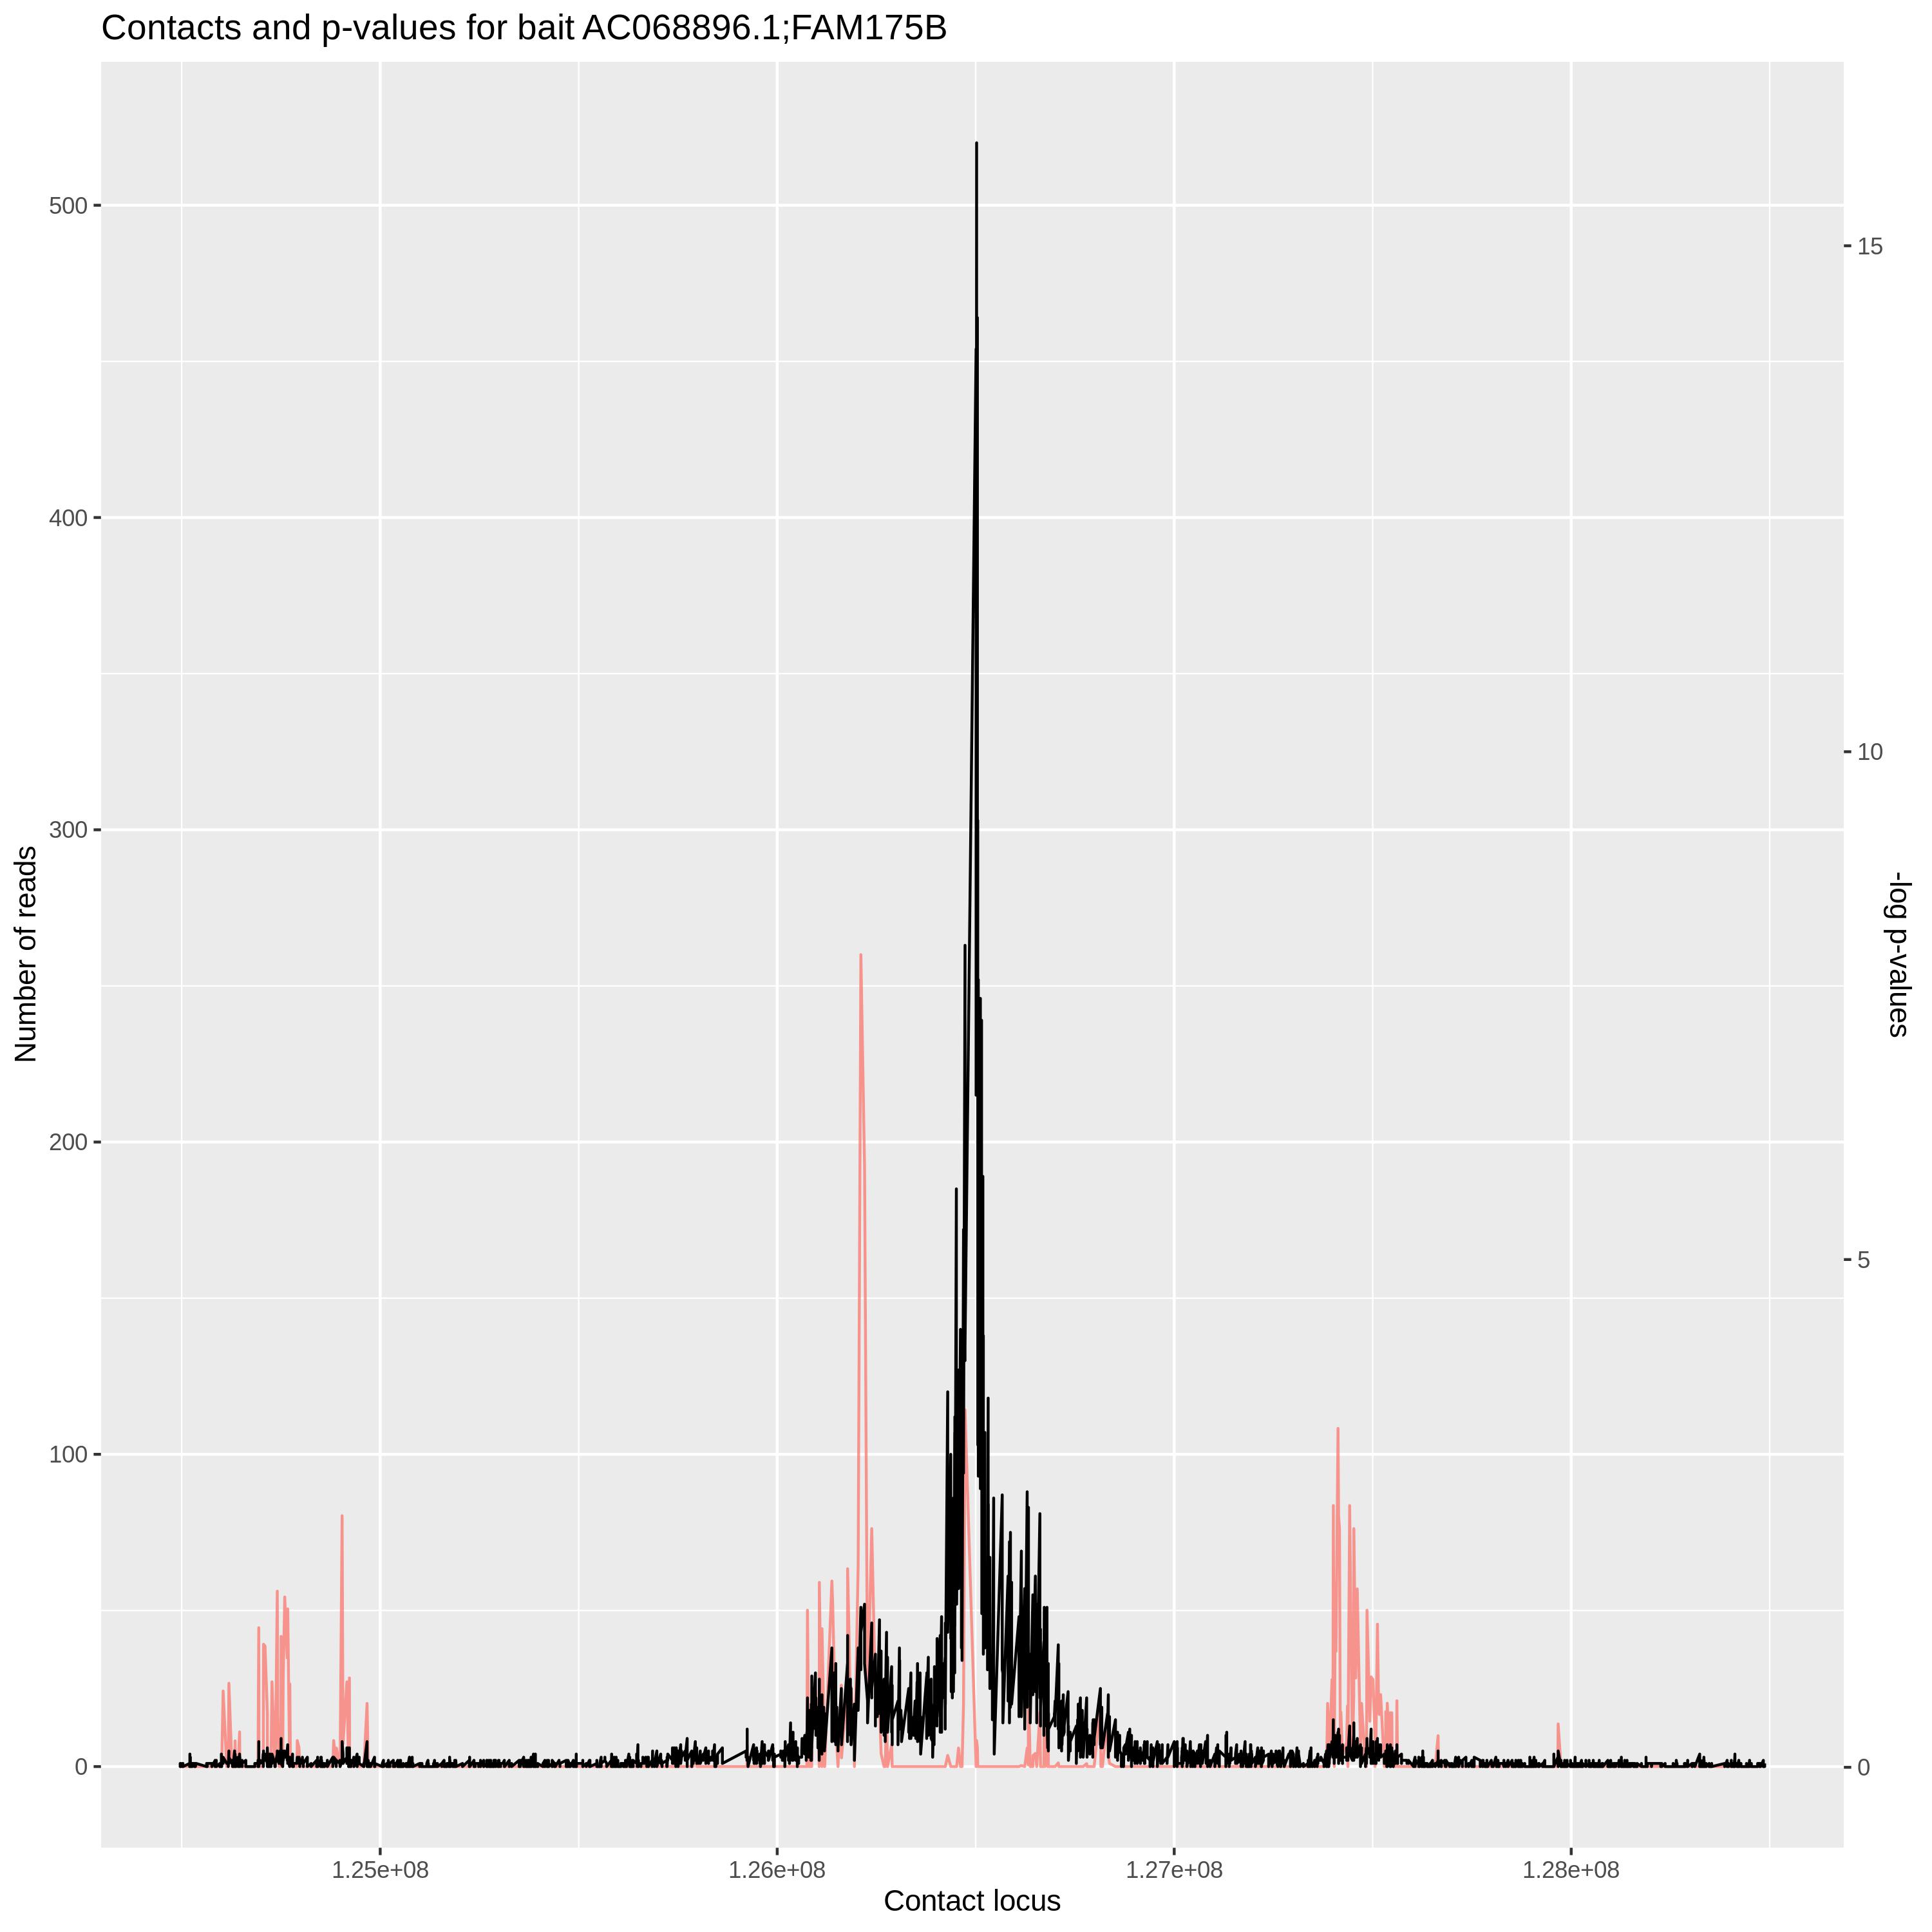 Contacts and p-values for bait AC068896.1;FAM175B
Number of reads
500
400
300
200
100
0
15
10
5
0
-log p-values
1.25e+08
1.26e+08
1.27e+08
1.28e+08
Contact locus